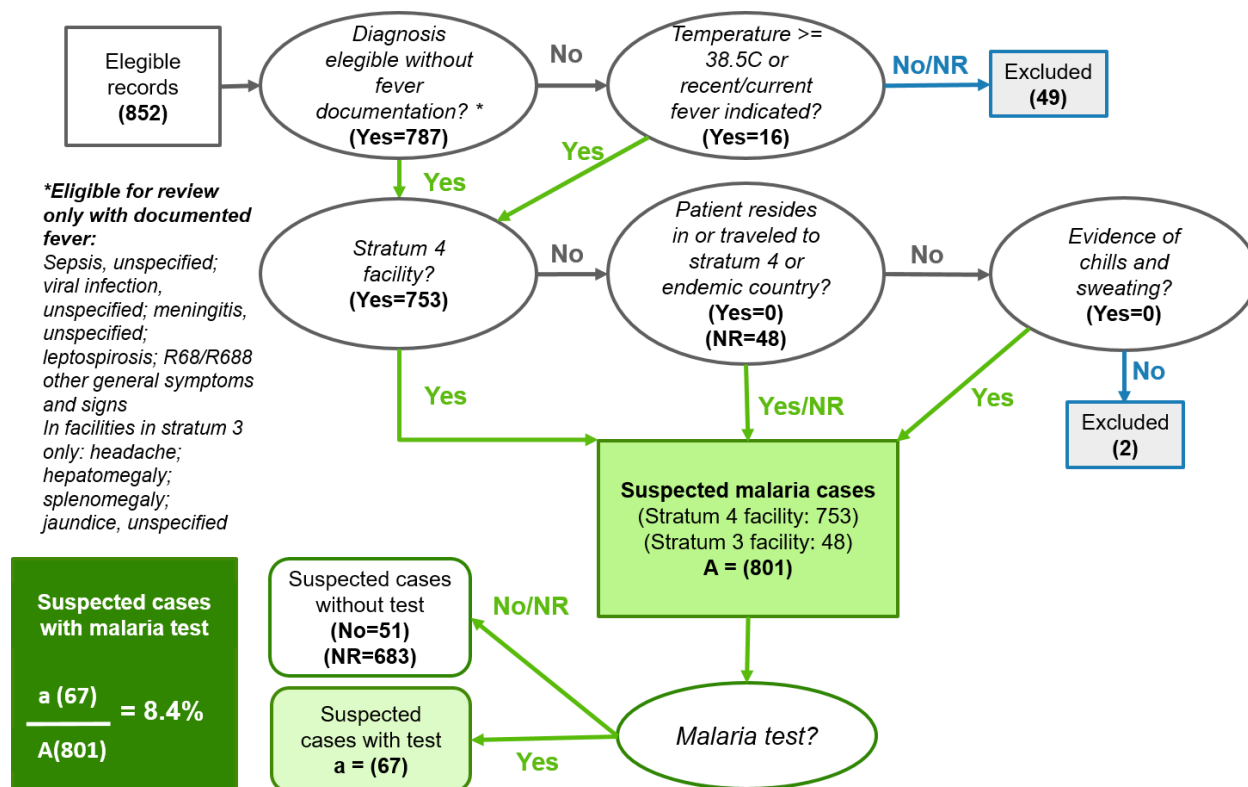 Elegible
records
(852)
Diagnosis
elegible without
fever
documentation? *
(Yes=787)
No
Temperature >=
38.5C or
recent/current
fever indicated?
(Yes=16)
No/NR
Excluded
(49)
Yes
Yes
*Eligible for review
only with documented
fever:
Sepsis, unspecified;
viral infection,
unspecified; meningitis,
unspecified;
leptospirosis; R68/R688
other general symptoms
and signs
In facilities in stratum 3
only: headache;
hepatomegaly;
splenomegaly;
jaundice, unspecified
Stratum 4
facility?
(Yes=753)
No
Patient resides
in or traveled to
stratum 4 or
endemic country?
(Yes=0)
(NR=48)
No
Evidence of
chills and
sweating?
(Yes=0)
Yes
Yes/NR
Yes
No
Excluded
(2)
Suspected malaria cases
(Stratum 4 facility: 753)
(Stratum 3 facility: 48)
A = (801)
Suspected cases
with malaria test
a (67)
A(801)
= 8.4%
Suspected cases
without test
(No=51)
(NR=683)
No/NR
Suspected
cases with test
a = (67)
Yes
Malaria test?